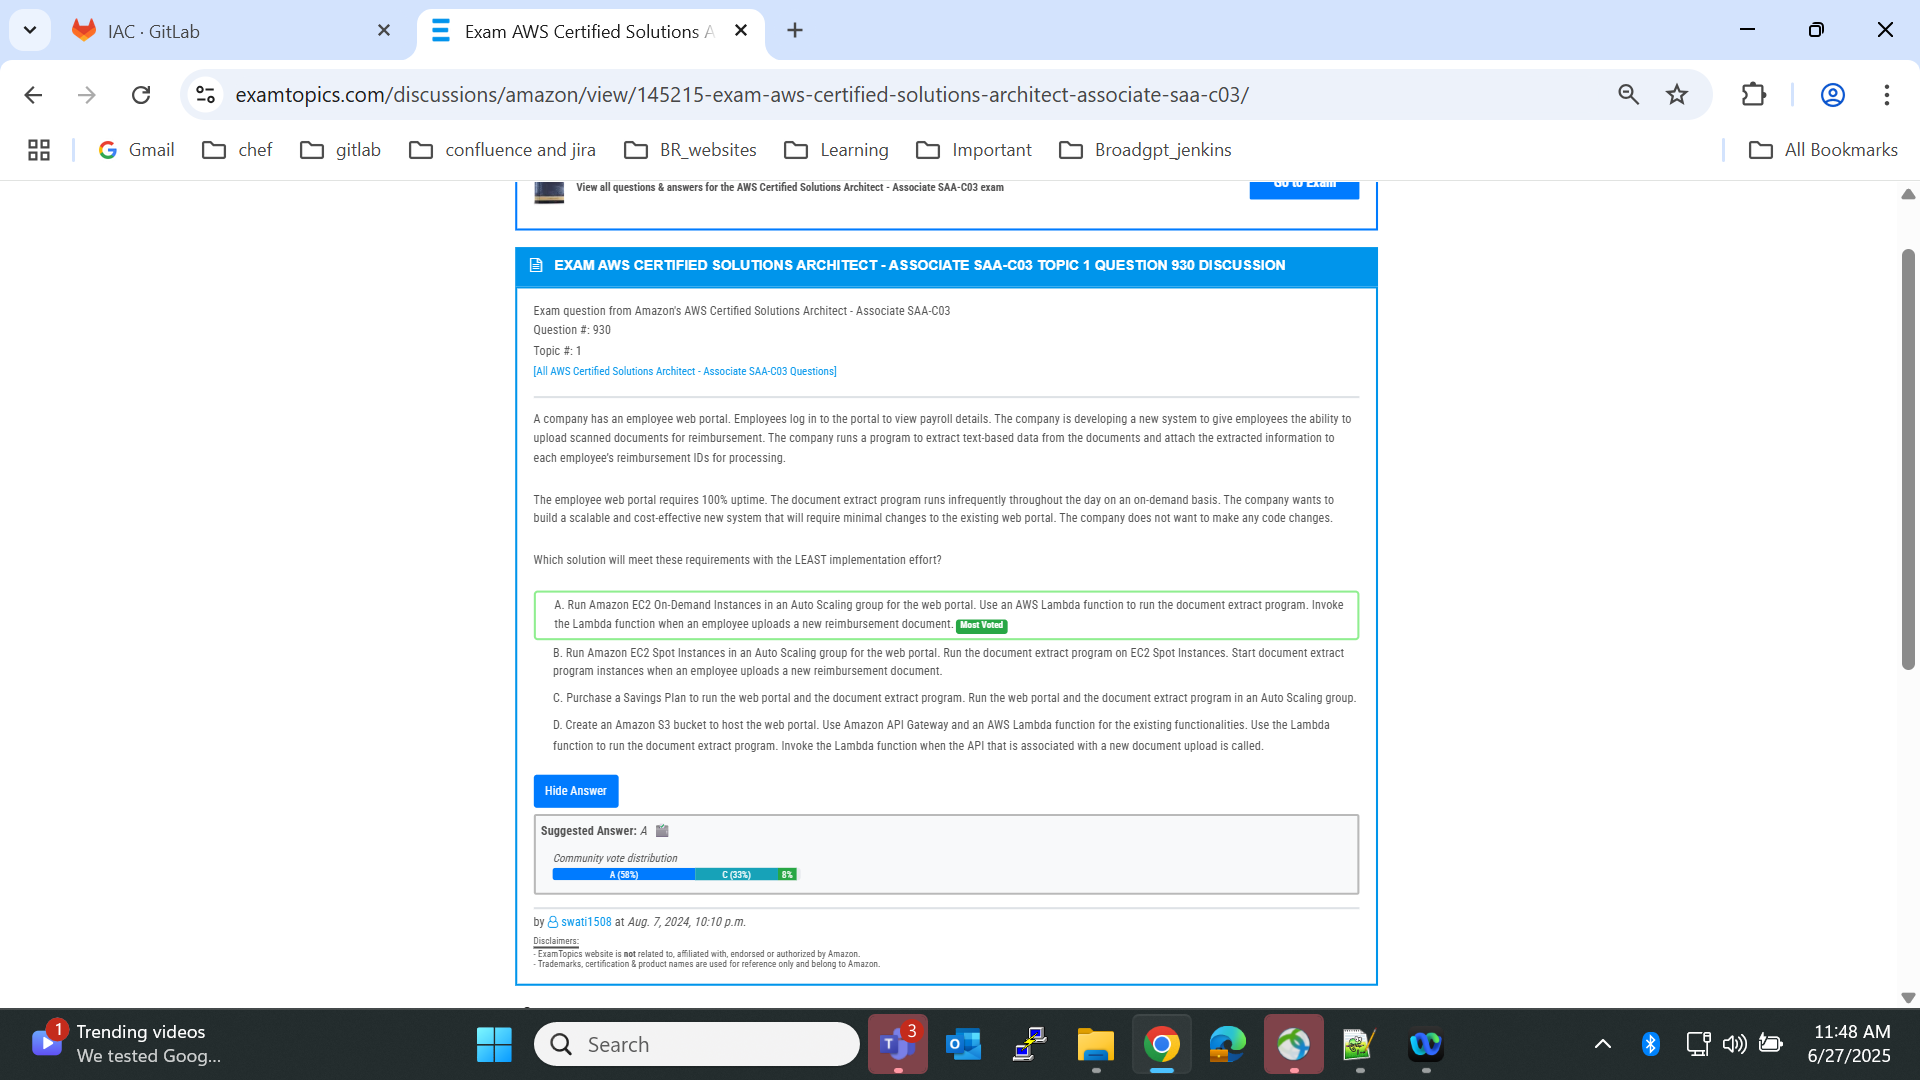 IAC · GitLab
Exam AWS Certified Solutions A
examtopics.com/discussions/amazon/view/145215-exam-aws-certified-solutions-architect-associate-saa-c03/
Gmail
chef
gitlab
confluence and jira
BR_websites
Learning
Important
Broadgpt_jenkins
All Bookmarks
View all questions & answers for the AWS Certified Solutions Architect - Associate SAA-C03 exam
Go to Exam
EXAM AWS CERTIFIED SOLUTIONS ARCHITECT - ASSOCIATE SAA-C03 TOPIC 1 QUESTION 930 DISCUSSION
Exam question from Amazon's AWS Certified Solutions Architect - Associate SAA-C03
Question #: 930
Topic #: 1
[All AWS Certified Solutions Architect - Associate SAA-C03 Questions]
A company has an employee web portal. Employees log in to the portal to view payroll details. The company is developing a new system to give employees the ability to
upload scanned documents for reimbursement. The company runs a program to extract text-based data from the documents and attach the extracted information to
each employee's reimbursement IDs for processing.
The employee web portal requires 100% uptime. The document extract program runs infrequently throughout the day on an on-demand basis. The company wants to
build a scalable and cost-effective new system that will require minimal changes to the existing web portal. The company does not want to make any code changes.
Which solution will meet these requirements with the LEAST implementation effort?
A. Run Amazon EC2 On-Demand Instances in an Auto Scaling group for the web portal. Use an AWS Lambda function to run the document extract program. Invoke
the Lambda function when an employee uploads a new reimbursement document. Most Voted
B. Run Amazon EC2 Spot Instances in an Auto Scaling group for the web portal. Run the document extract program on EC2 Spot Instances. Start document extract
program instances when an employee uploads a new reimbursement document.
C. Purchase a Savings Plan to run the web portal and the document extract program. Run the web portal and the document extract program in an Auto Scaling group.
D. Create an Amazon S3 bucket to host the web portal. Use Amazon API Gateway and an AWS Lambda function for the existing functionalities. Use the Lambda
function to run the document extract program. Invoke the Lambda function when the API that is associated with a new document upload is called.
Hide Answer
Suggested Answer: A
Community vote distribution
A (58%) C (33%) 8%
by swati1508 at Aug. 7, 2024, 10:10 p.m.
Disclaimers:
- ExamTopics website is not related to, affiliated with, endorsed or authorized by Amazon.
- Trademarks, certification & product names are used for reference only and belong to Amazon.
1
Trending videos
We tested Goog...
Search
3
11:48 AM
6/27/2025